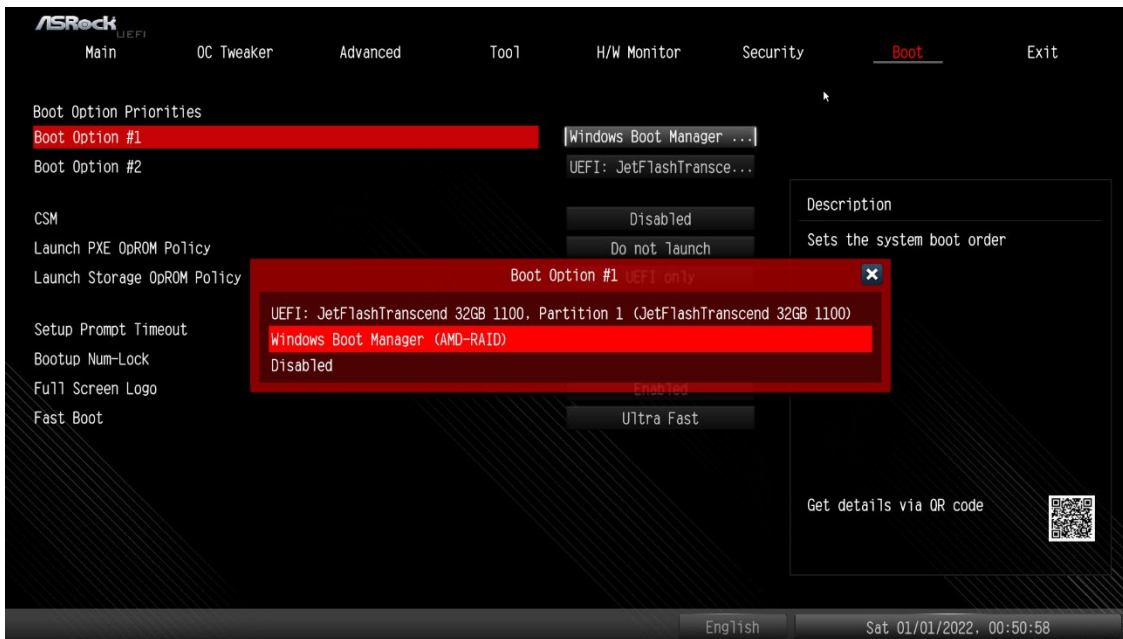 ASRock
UEFI
Main OC Tweaker Advanced Tool H/W Monitor Security Boot Exit
Boot Option Priorities
Boot Option #1 Windows Boot Manager ...
Boot Option #2 UEFI: JetFlashTransce...
CSM Disabled
Launch PXE OpROM Policy Do not launch
Launch Storage OpROM Policy UEFI only
Boot Option #1
UEFI: JetFlashTranscend 32GB 1100, Partition 1 (JetFlashTranscend 32GB 1100)
Windows Boot Manager (AMD-RAID)
Disabled
Setup Prompt Timeout
Bootup Num-Lock
Full Screen Logo Enabled
Fast Boot Ultra Fast
Description
Sets the system boot order
Get details via QR code
English Sat 01/01/2022, 00:50:58